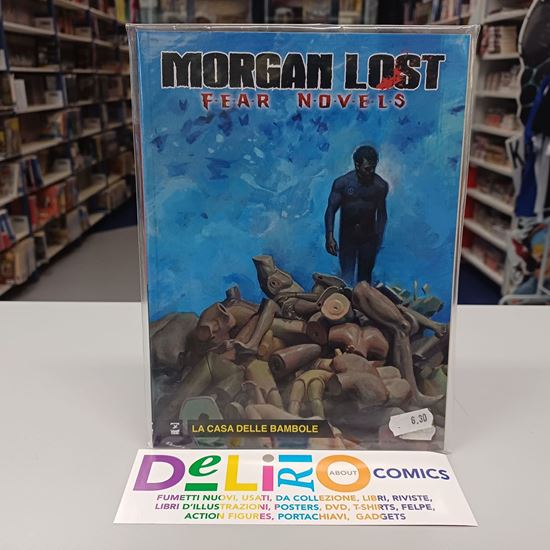 MORGAN LOST
FEAR NOVELS
LA CASA DELLE BAMBOLE
6,30
DeLiRIO ABOUT COMICS
FUMETTI NUOVI, USATI, DA COLLEZIONE, LIBRI, RIVISTE,
LIBRI D'ILLUSTRAZIONI, POSTERS, DVD, T-SHIRTS, FELPE,
ACTION FIGURES, PORTACHIAVI, GADGETS